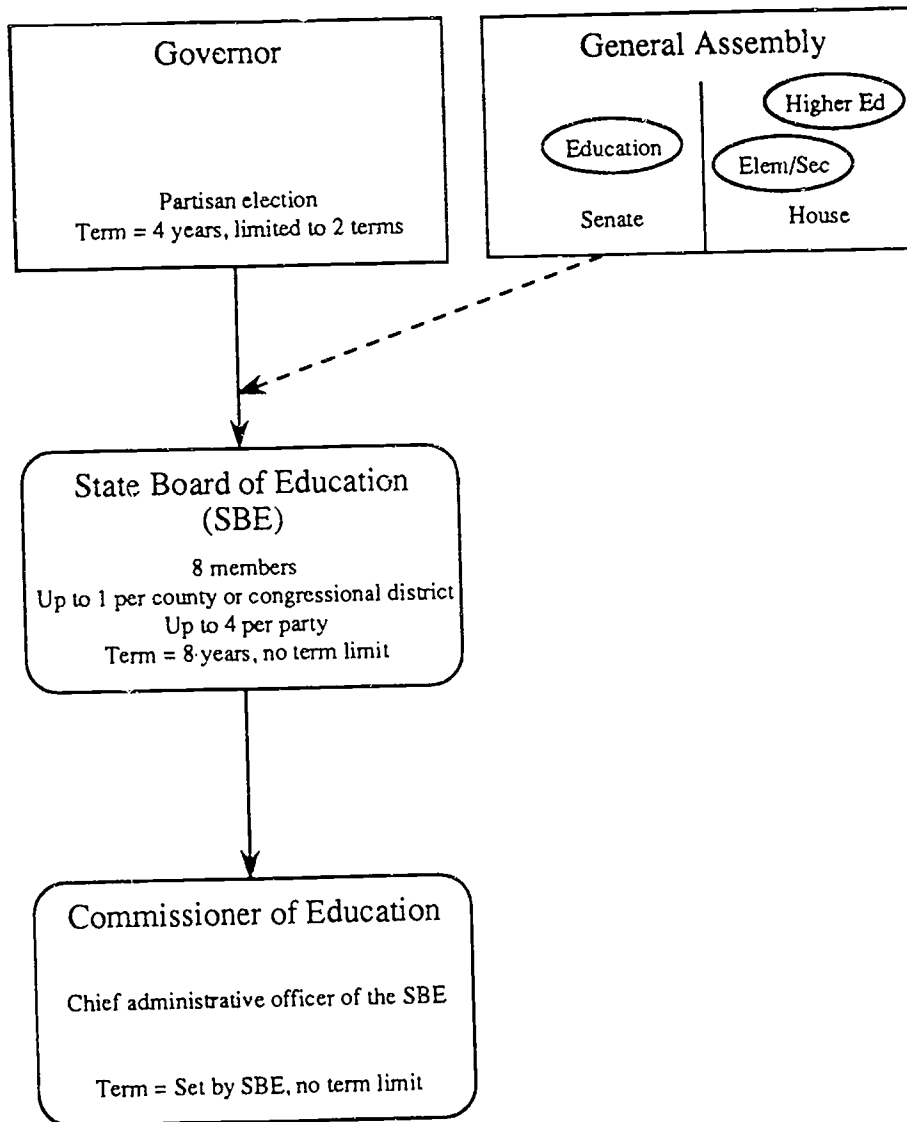 Governor
Partisan election
Term = 4 years, limited to 2 terms
General Assembly
Education
Senate
Higher Ed
Elem/Sec
House
State Board of Education
(SBE)
8 members
Up to 1 per county or congressional district
Up to 4 per party
Term = 8 years, no term limit
Commissioner of Education
Chief administrative officer of the SBE
Term = Set by SBE, no term limit